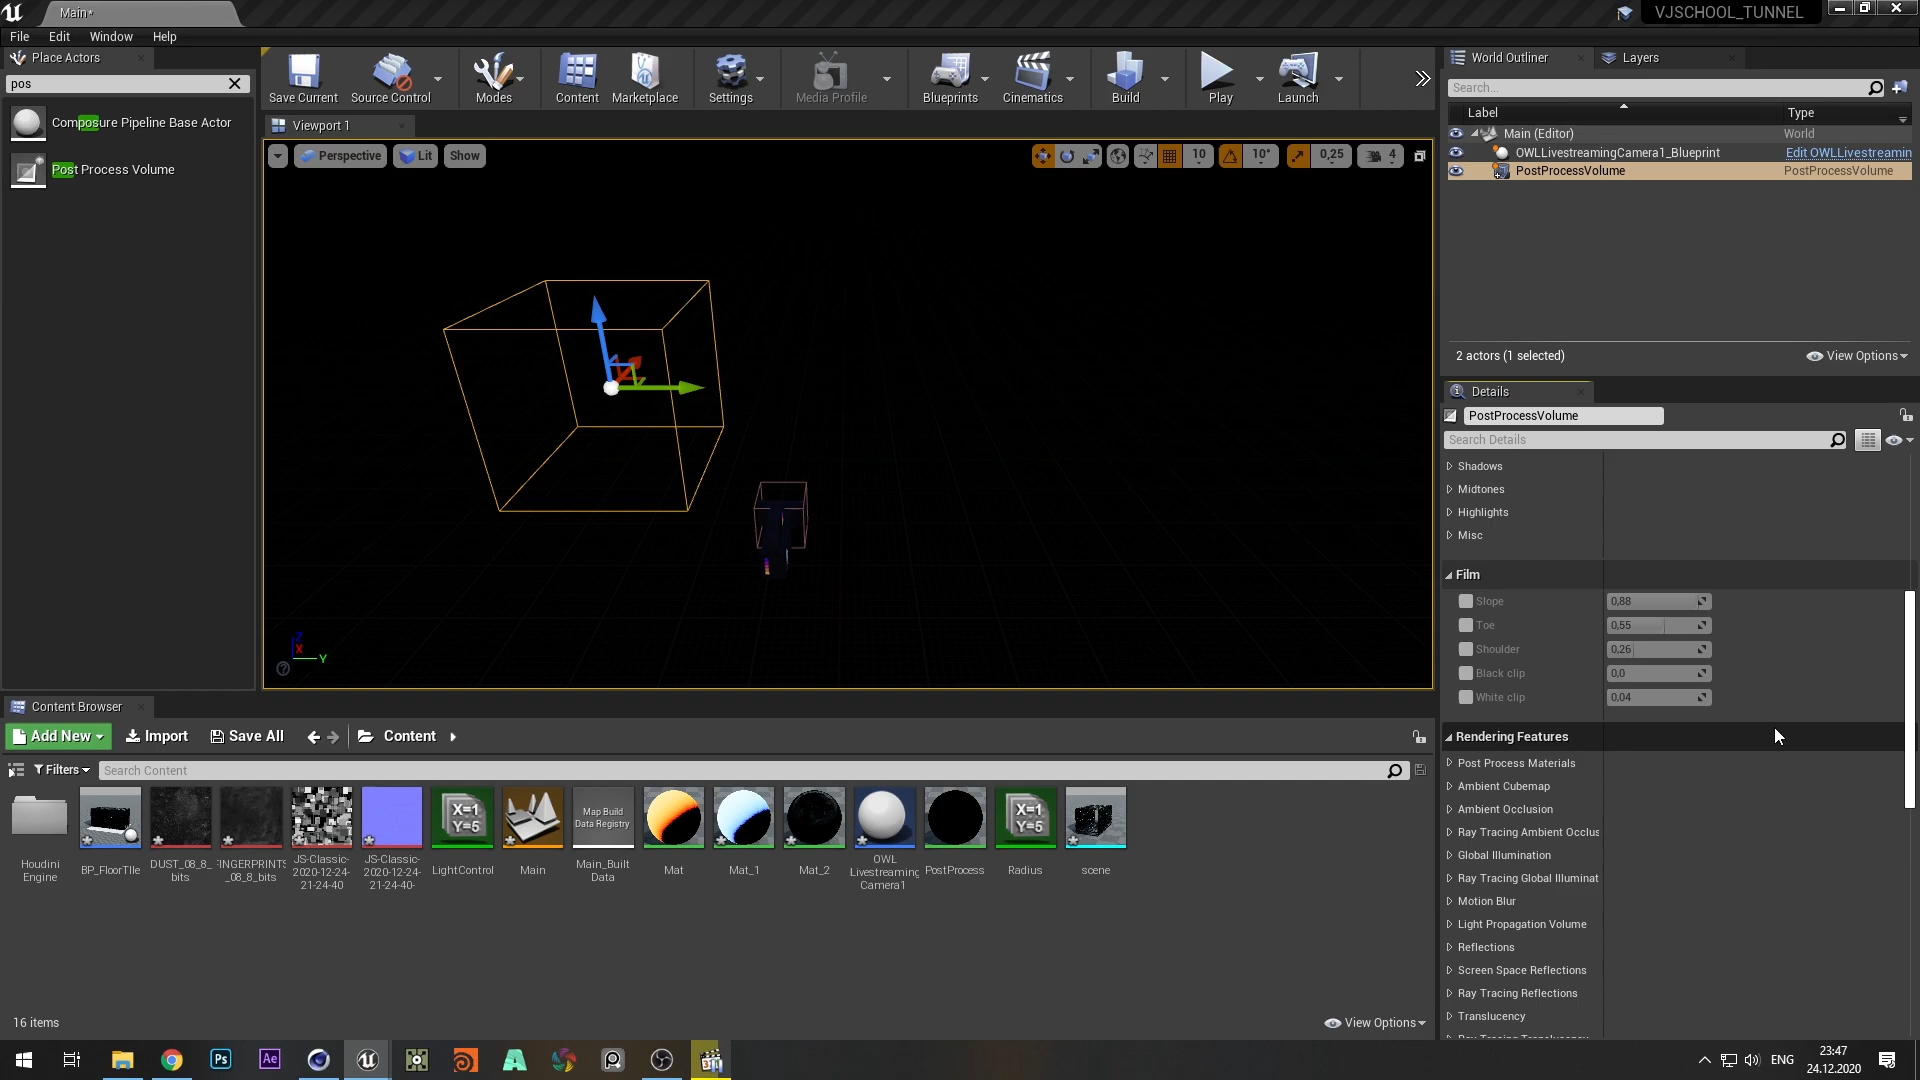 Main*
VJSCHOOL_TUNNEL
File Edit Window Help
Place Actors
pos
Composure Pipeline Base Actor
Post Process Volume
Save Current
Source Control
Modes
Content
Marketplace
Settings
Media Profile
Blueprints
Cinematics
Build
Play
Launch
Viewport 1
Perspective
Lit
Show
10
10°
0,25
4
Z
X
Y
World Outliner
Layers
Search...
Label
Type
Main (Editor)
World
OWLLivestreamingCamera1_Blueprint
Edit OWLLivestreamin
PostProcessVolume
PostProcessVolume
2 actors (1 selected)
View Options
Details
PostProcessVolume
Search Details
Shadows
Midtones
Highlights
Misc
Film
Slope 0,88
Toe 0,55
Shoulder 0,26
Black clip 0,0
White clip 0,04
Rendering Features
Post Process Materials
Ambient Cubemap
Ambient Occlusion
Ray Tracing Ambient Occlus
Global Illumination
Ray Tracing Global Illuminat
Motion Blur
Light Propagation Volume
Reflections
Screen Space Reflections
Ray Tracing Reflections
Translucency
Content Browser
Add New
Import
Save All
Content
Filters
Search Content
X=1
Y=5
Map Build
Data Registry
X=1
Y=5
Houdini
Engine
BP_FloorTIle
DUST_08_8_
bits
FINGERPRINTS
_08_8_bits
JS-Classic-
2020-12-24-
21-24-40
JS-Classic-
2020-12-24-
21-24-40-
LightControl
Main
Main_Built
Data
Mat
Mat_1
Mat_2
OWL
Livestreaming
Camera1
PostProcess
Radius
scene
16 items
View Options
Ps
Ae
ENG
23:47
24.12.2020